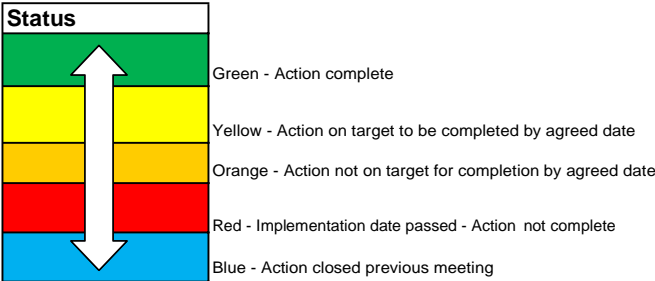 Status
Green - Action complete
Yellow - Action on target to be completed by agreed date
Orange - Action not on target for completion by agreed date
Red - Implementation date passed - Action not complete
Blue - Action closed previous meeting